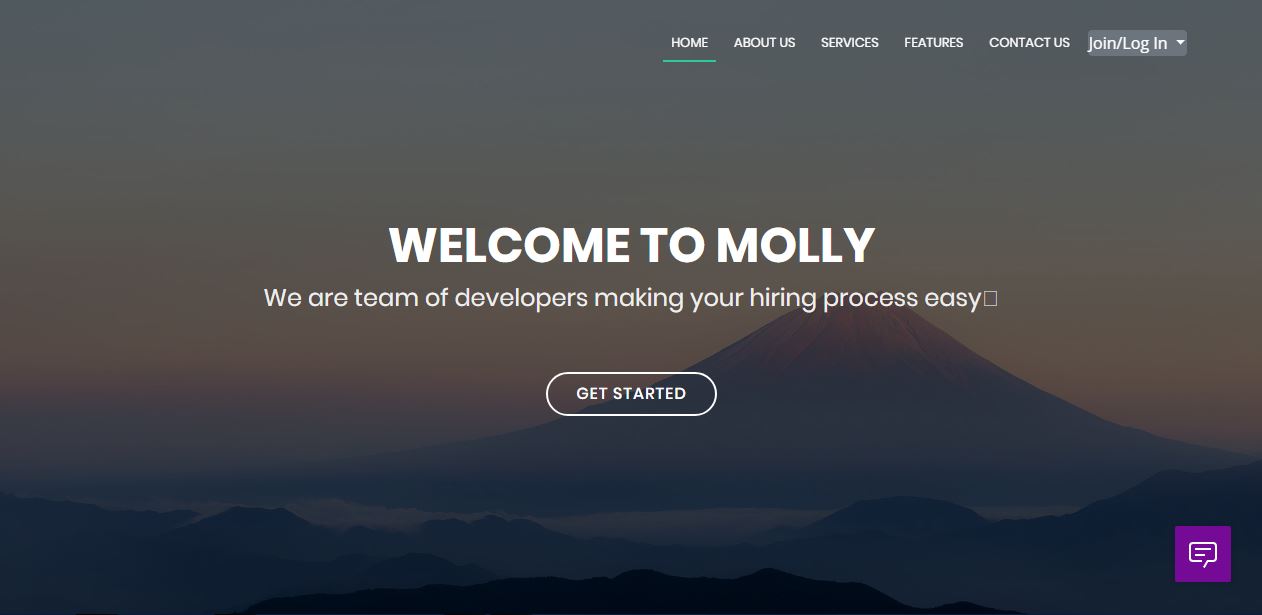 HOME ABOUT US SERVICES FEATURES CONTACT US Join/Log In
WELCOME TO MOLLY
We are team of developers making your hiring process easy
GET STARTED